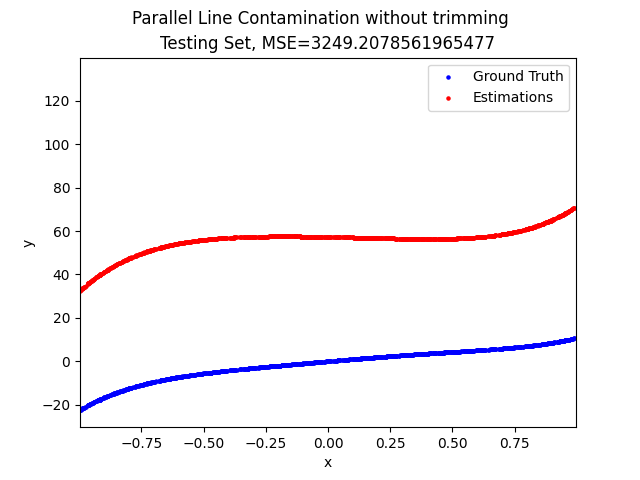 Parallel Line Contamination without trimming
Testing Set, MSE=3249.2078561965477
Ground Truth
Estimations
120
100
80
60
40
20
0
−20
y
−0.75 −0.50 −0.25 0.00 0.25 0.50 0.75
x